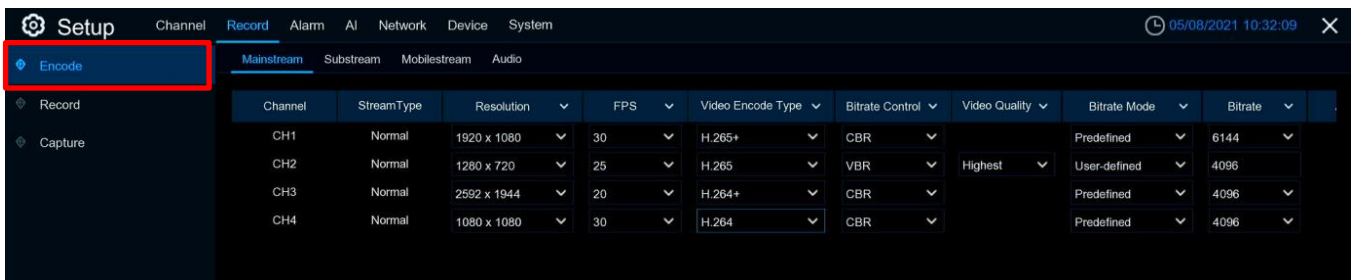 Setup Channel Record Alarm AI Network Device System 05/08/2021 10:32:09
Encode
Mainstream Substream Mobilestream Audio
Record
Capture
Channel StreamType Resolution FPS Video Encode Type Bitrate Control Video Quality Bitrate Mode Bitrate
CH1 Normal 1920 x 1080 30 H.265+ CBR Predefined 6144
CH2 Normal 1280 x 720 25 H.265 VBR Highest User-defined 4096
CH3 Normal 2592 x 1944 20 H.264+ CBR Predefined 4096
CH4 Normal 1080 x 1080 30 H.264 CBR Predefined 4096